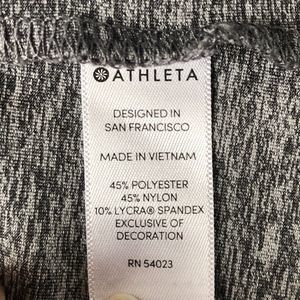 ATHLETA
DESIGNED IN
SAN FRANCISCO
MADE IN VIETNAM
45% POLYESTER
45% NYLON
10% LYCRA® SPANDEX
EXCLUSIVE OF
DECORATION
RN 54023